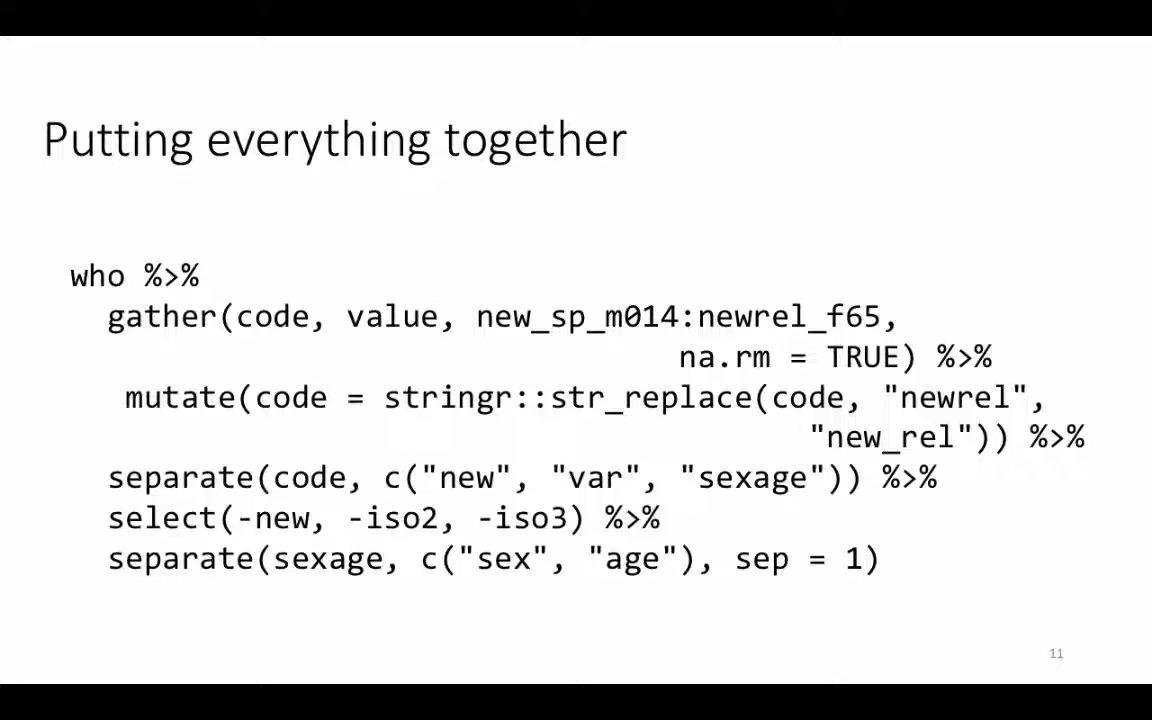 Putting everything together
who %>%
gather(code, value, new_sp_m014:newrel_f65,
na.rm = TRUE) %>%
mutate(code = stringr::str_replace(code, "newrel",
"new_rel")) %>%
separate(code, c("new", "var", "sexage")) %>%
select(-new, -iso2, -iso3) %>%
separate(sexage, c("sex", "age"), sep = 1)
11